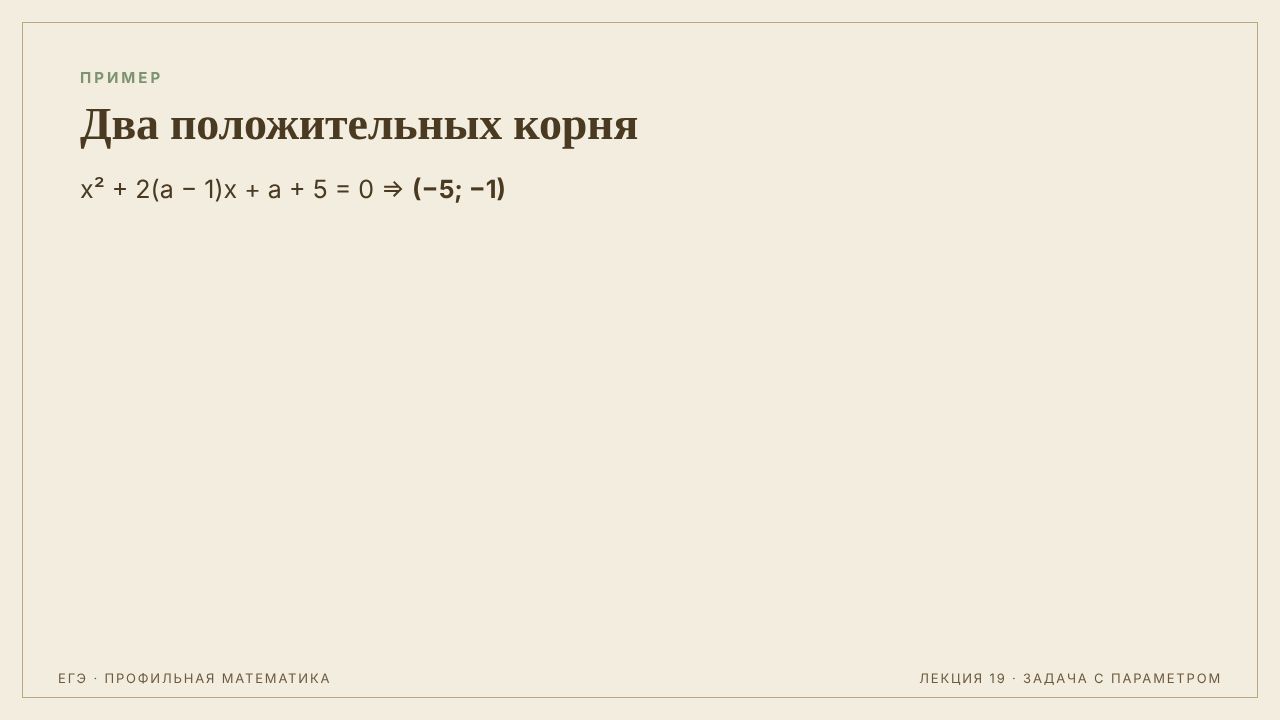 ПРИМЕР
Два положительных корня
x² + 2(a − 1)x + a + 5 = 0 ⇒ (−5; −1)
ЕГЭ · ПРОФИЛЬНАЯ МАТЕМАТИКА
ЛЕКЦИЯ 19 · ЗАДАЧА С ПАРАМЕТРОМ